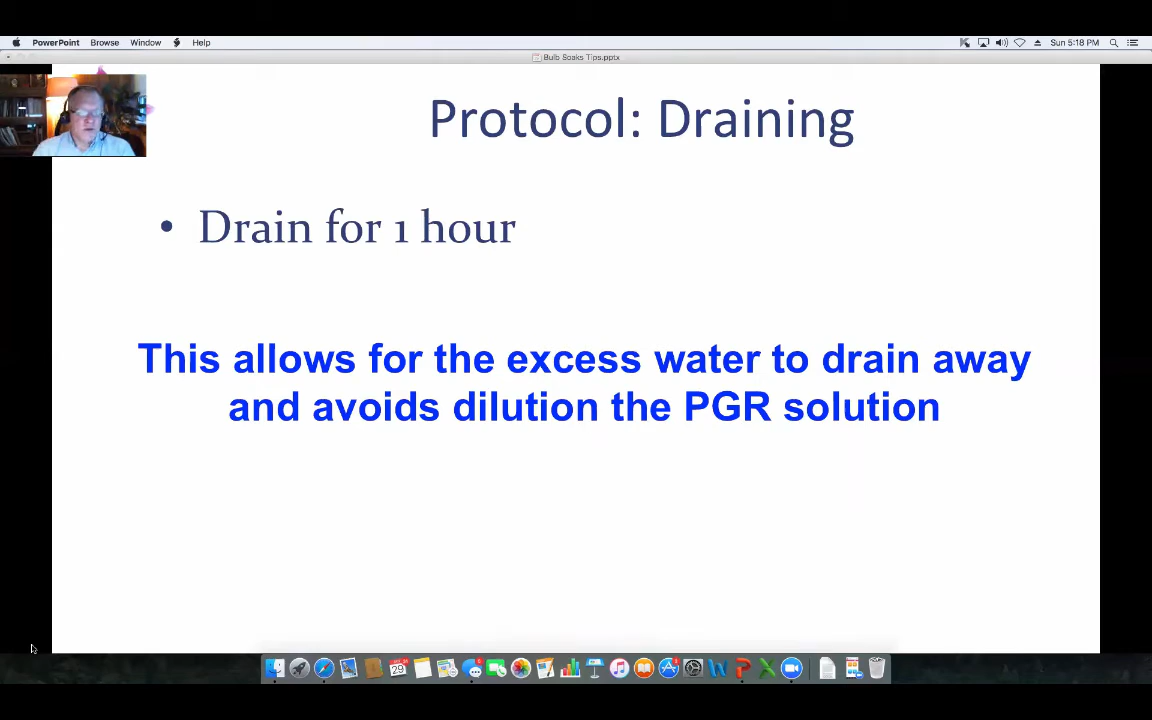 PowerPoint Browse Window Help Sun 5:18 PM
Bulb Soaks Tips.pptx
Protocol: Draining
• Drain for 1 hour
This allows for the excess water to drain away
and avoids dilution the PGR solution
29